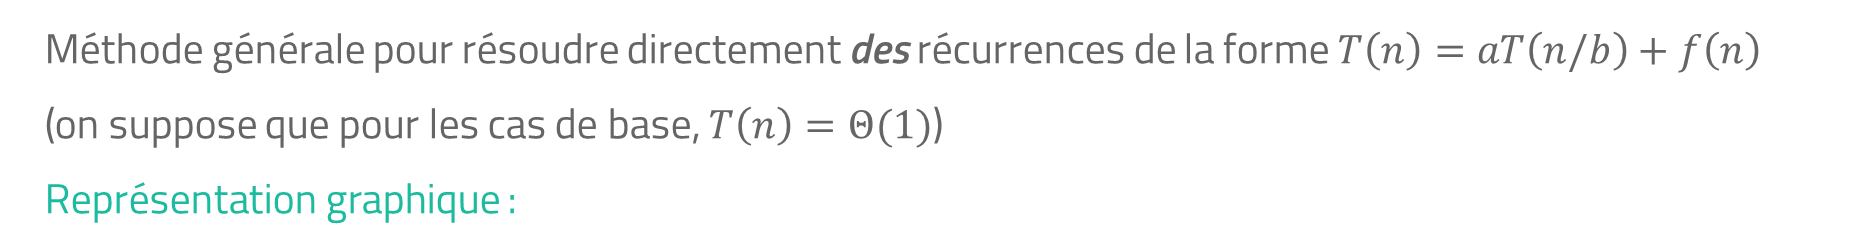 Méthode générale pour résoudre directement des récurrences de la forme T(n) = aT(n/b) + f(n)
(on suppose que pour les cas de base, T(n) = Θ(1))
Représentation graphique :